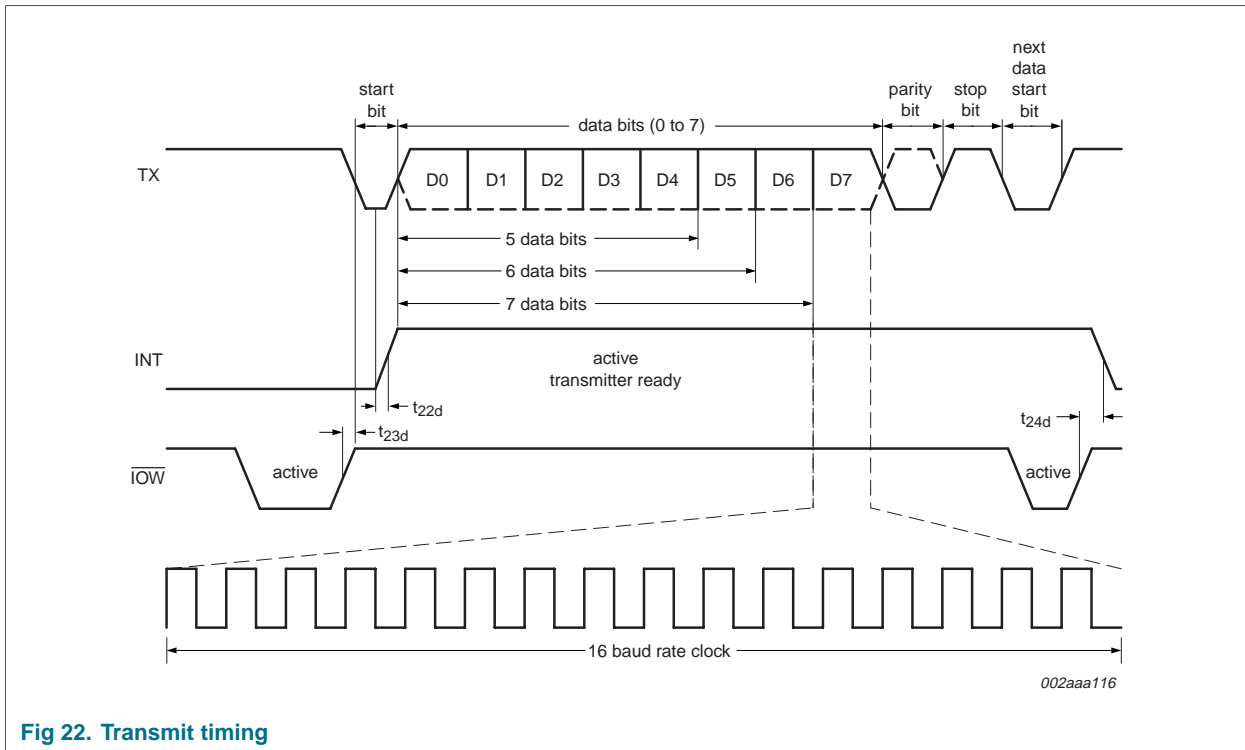 start
bit
data bits (0 to 7)
parity
bit
stop
bit
next
data
start
bit
TX
D0 D1 D2 D3 D4 D5 D6 D7
5 data bits
6 data bits
7 data bits
INT
active
transmitter ready
t22d
t23d
t24d
IOW
active
active
16 baud rate clock
002aaa116
Fig 22. Transmit timing